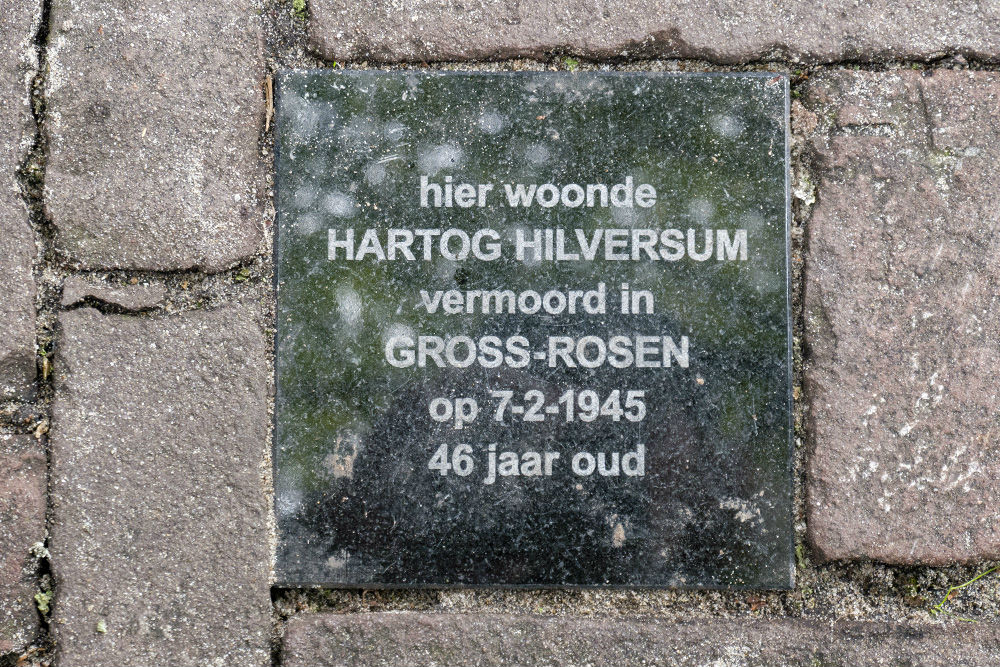 hier woonde
HARTOG HILVERSUM
vermoord in
GROSS-ROSEN
op 7-2-1945
46 jaar oud